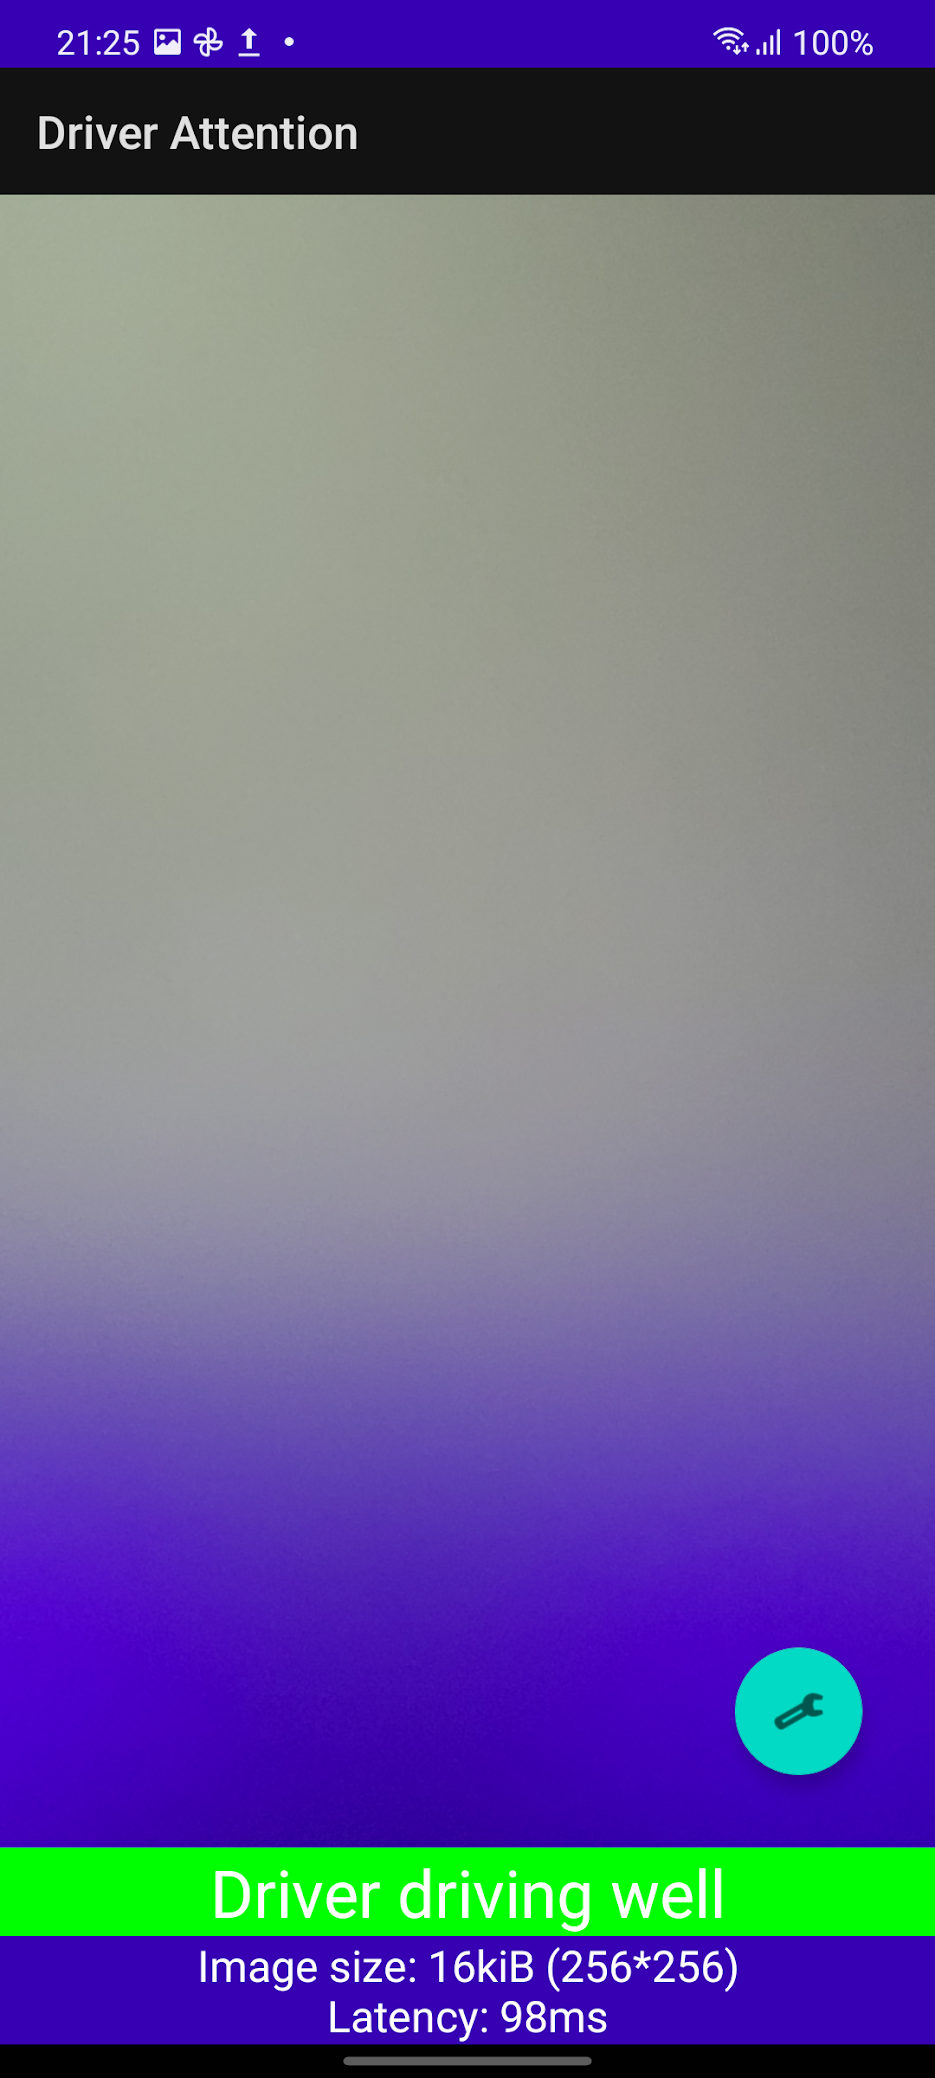 21:25
100%
Driver Attention
Driver driving well
Image size: 16kiB (256*256)
Latency: 98ms